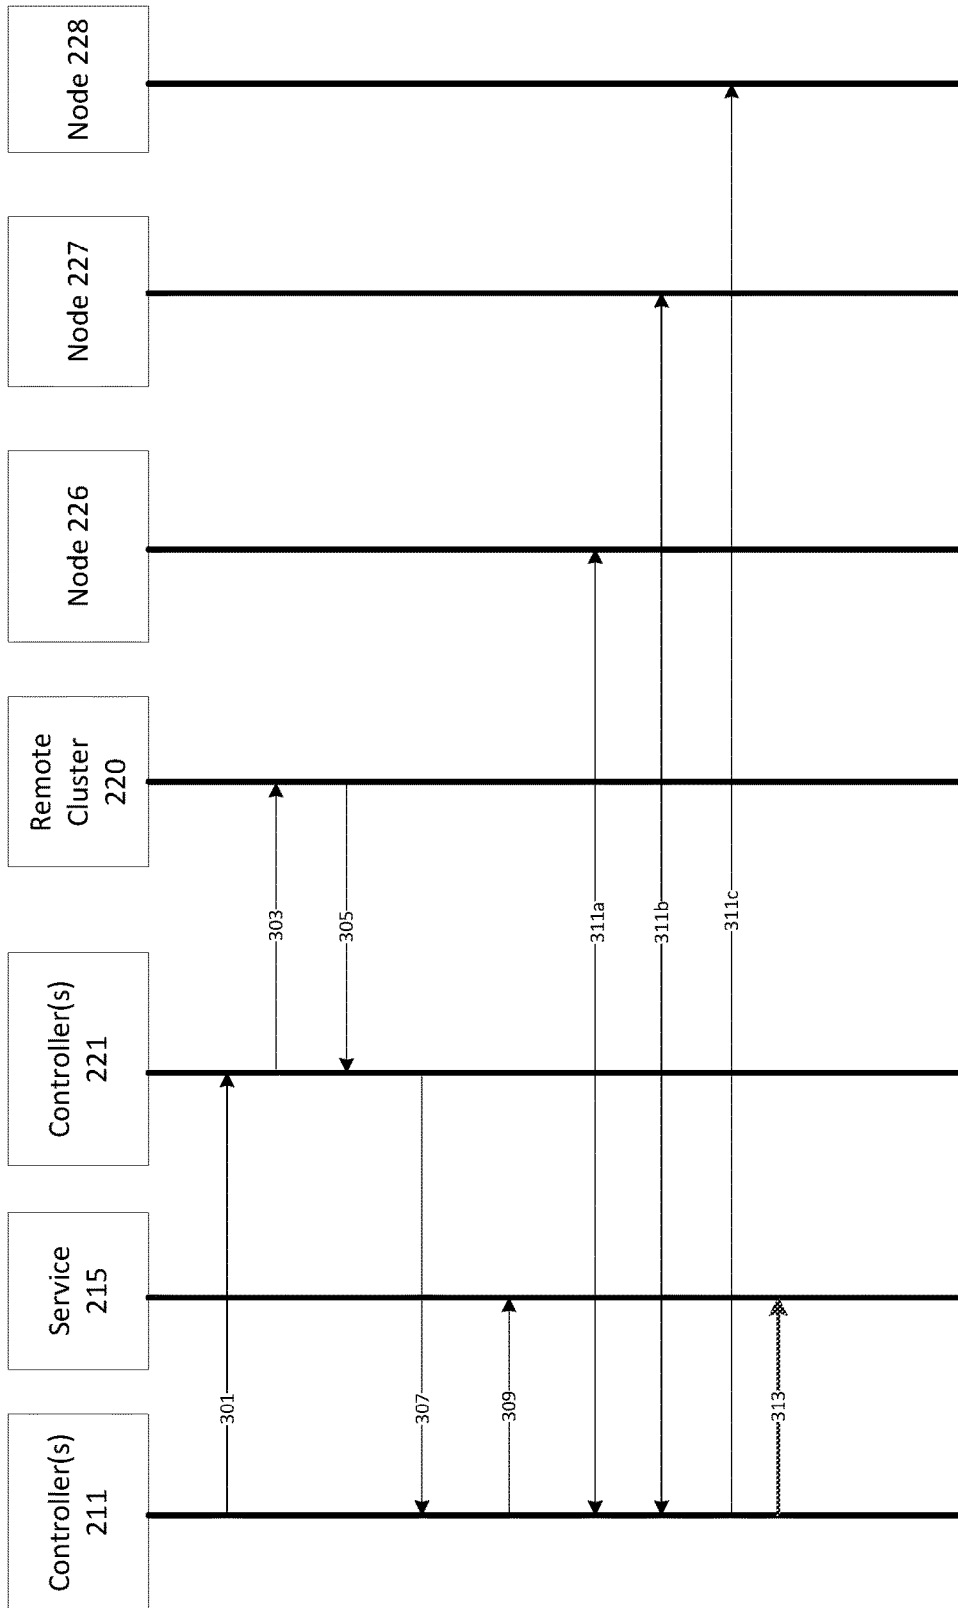 Controller(s)
211
Service
215
Controller(s)
221
Remote
Cluster
220
Node 226
Node 227
Node 228
301
303
305
307
309
311a
311b
311c
313